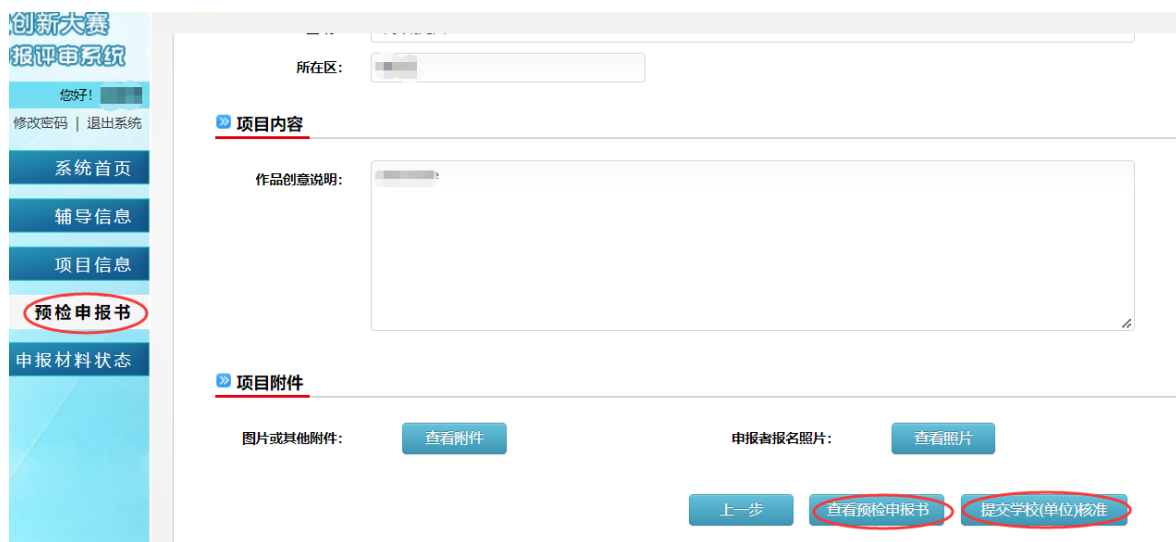 创新大赛
报评审系统
您好!
修改密码 | 退出系统
系统首页
辅导信息
项目信息
预检申报书
申报材料状态
所在区:
项目内容
作品创意说明:
项目附件
图片或其他附件:
查看附件
申报者报名照片:
查看照片
上一步
查看预检申报书
提交学校(单位)核准